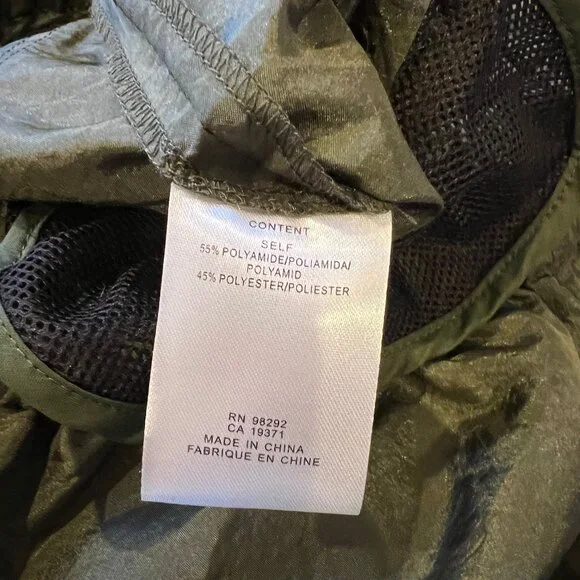 CONTENT
SELF
55% POLYAMIDE/POLIAMIDA/
POLYAMID
45% POLYESTER/POLIESTER
RN 98292
CA 19371
MADE IN CHINA
FABRIQUE EN CHINE